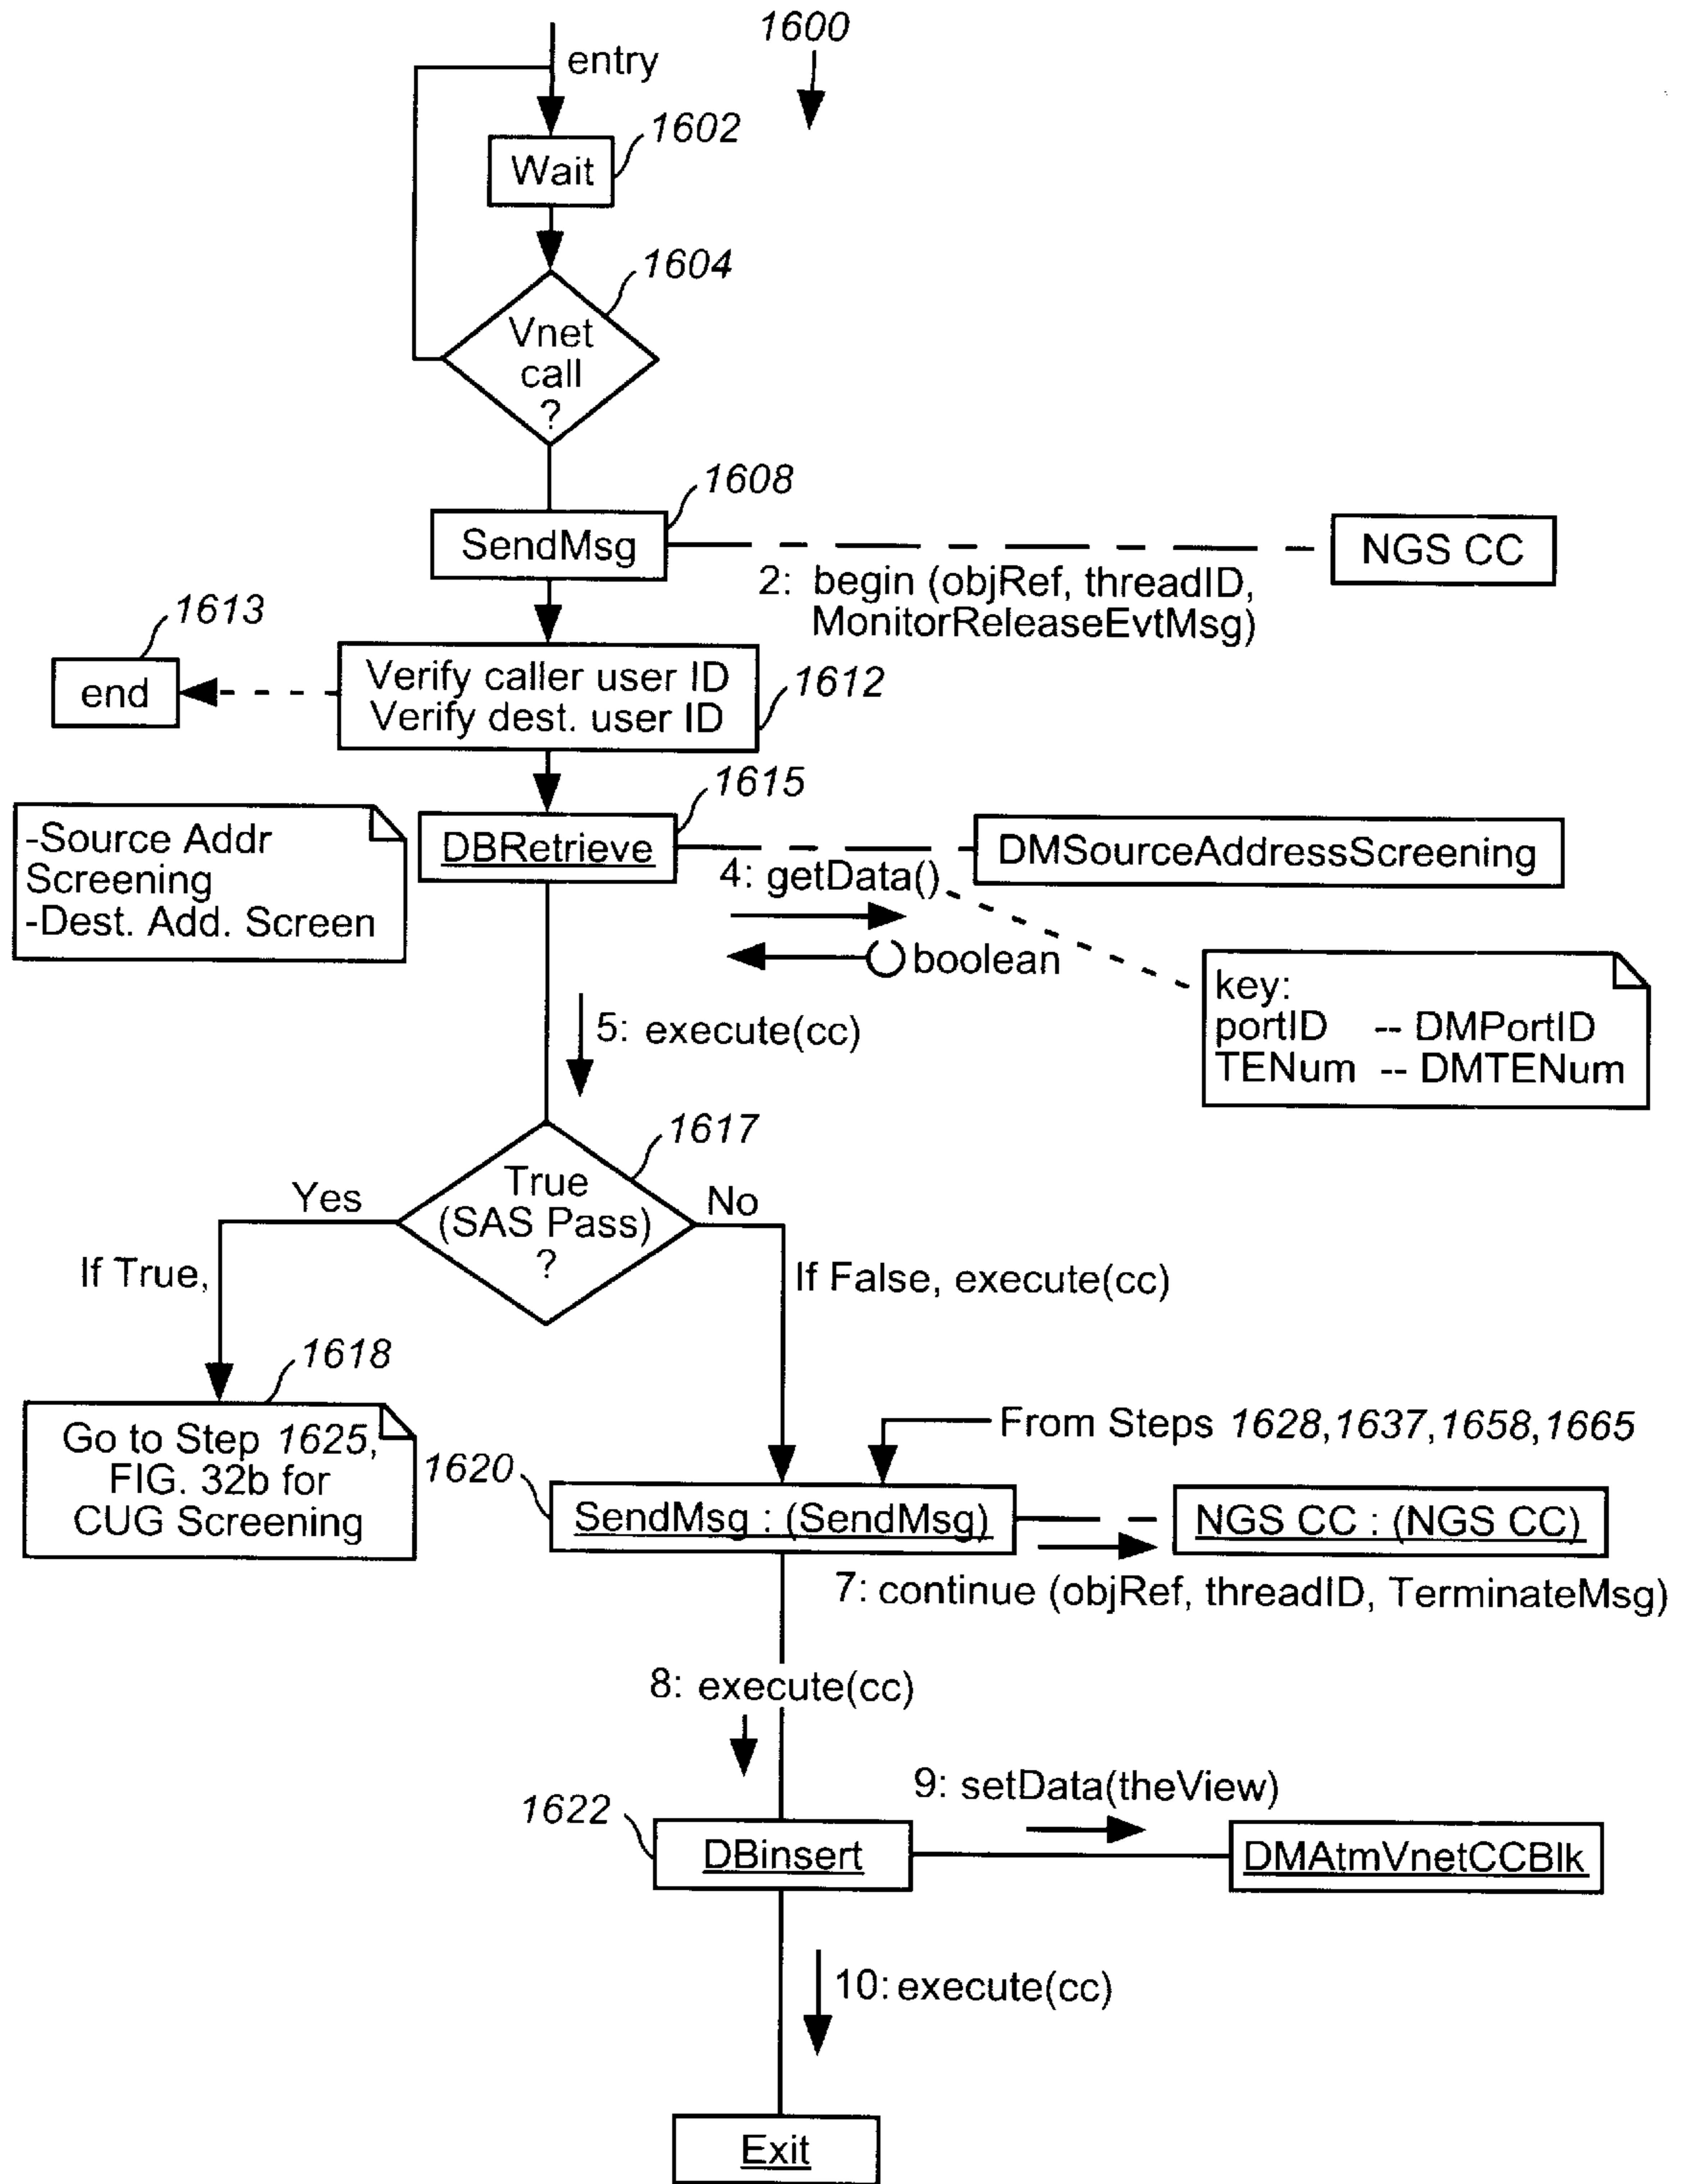 1600
entry
1602
Wait
1604
Vnet
call
?
1608
SendMsg
NGS CC
2: begin (objRef, threadID,
MonitorReleaseEvtMsg)
1613
end
Verify caller user ID
Verify dest. user ID
1612
1615
-Source Addr
Screening
-Dest. Add. Screen
DBRetrieve
DMSourceAddressScreening
4: getData()
boolean
key:
portID -- DMPortID
TENum -- DMTENum
5: execute(cc)
1617
True
(SAS Pass)
?
Yes
No
If True,
If False, execute(cc)
1618
Go to Step 1625,
FIG. 32b for
CUG Screening
From Steps 1628,1637,1658,1665
1620
SendMsg : (SendMsg)
NGS CC : (NGS CC)
7: continue (objRef, threadID, TerminateMsg)
8: execute(cc)
9: setData(theView)
1622
DBinsert
DMAtmVnetCCBlk
10: execute(cc)
Exit